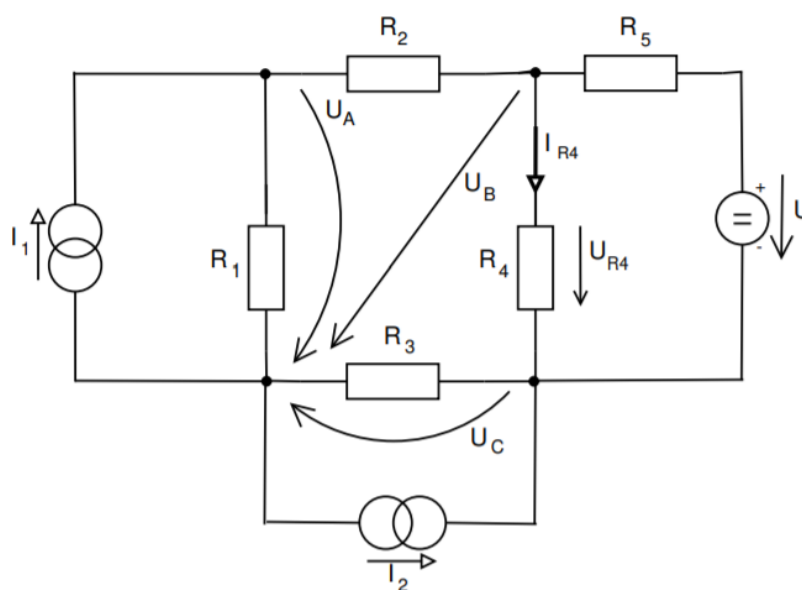 R2
R5
UA
IR4
UB
+
U
I1
=
R1
R4
UR4
-
R3
UC
I2